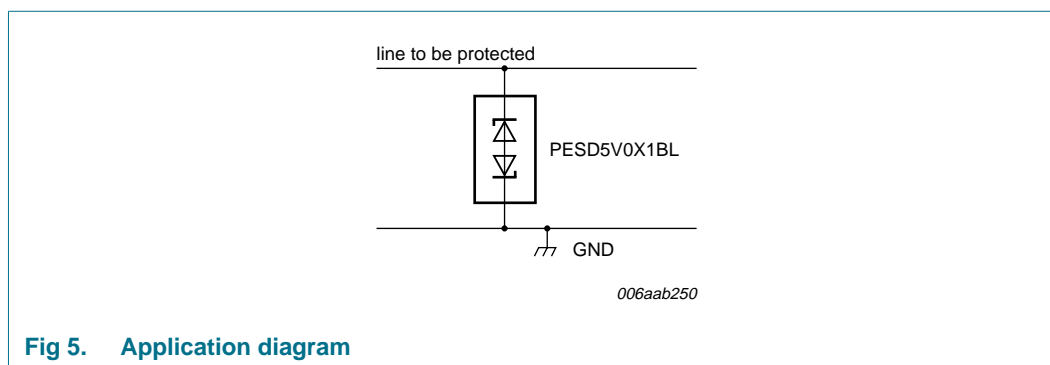 line to be protected
PESD5V0X1BL
GND
006aab250
Fig 5. Application diagram